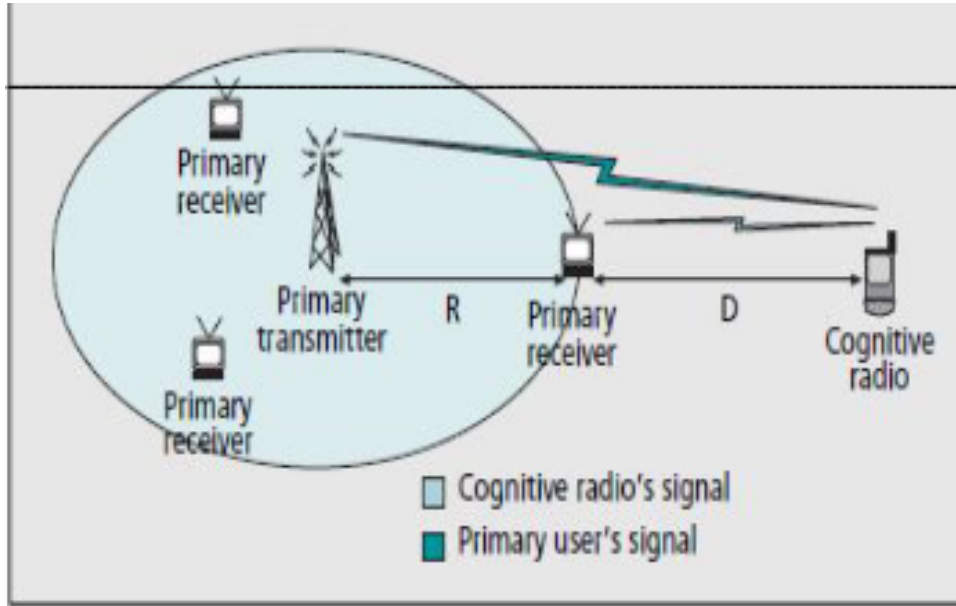 Primary
receiver
Primary
transmitter
R
Primary
receiver
D
Cognitive
radio
Primary
receiver
Cognitive radio's signal
Primary user's signal